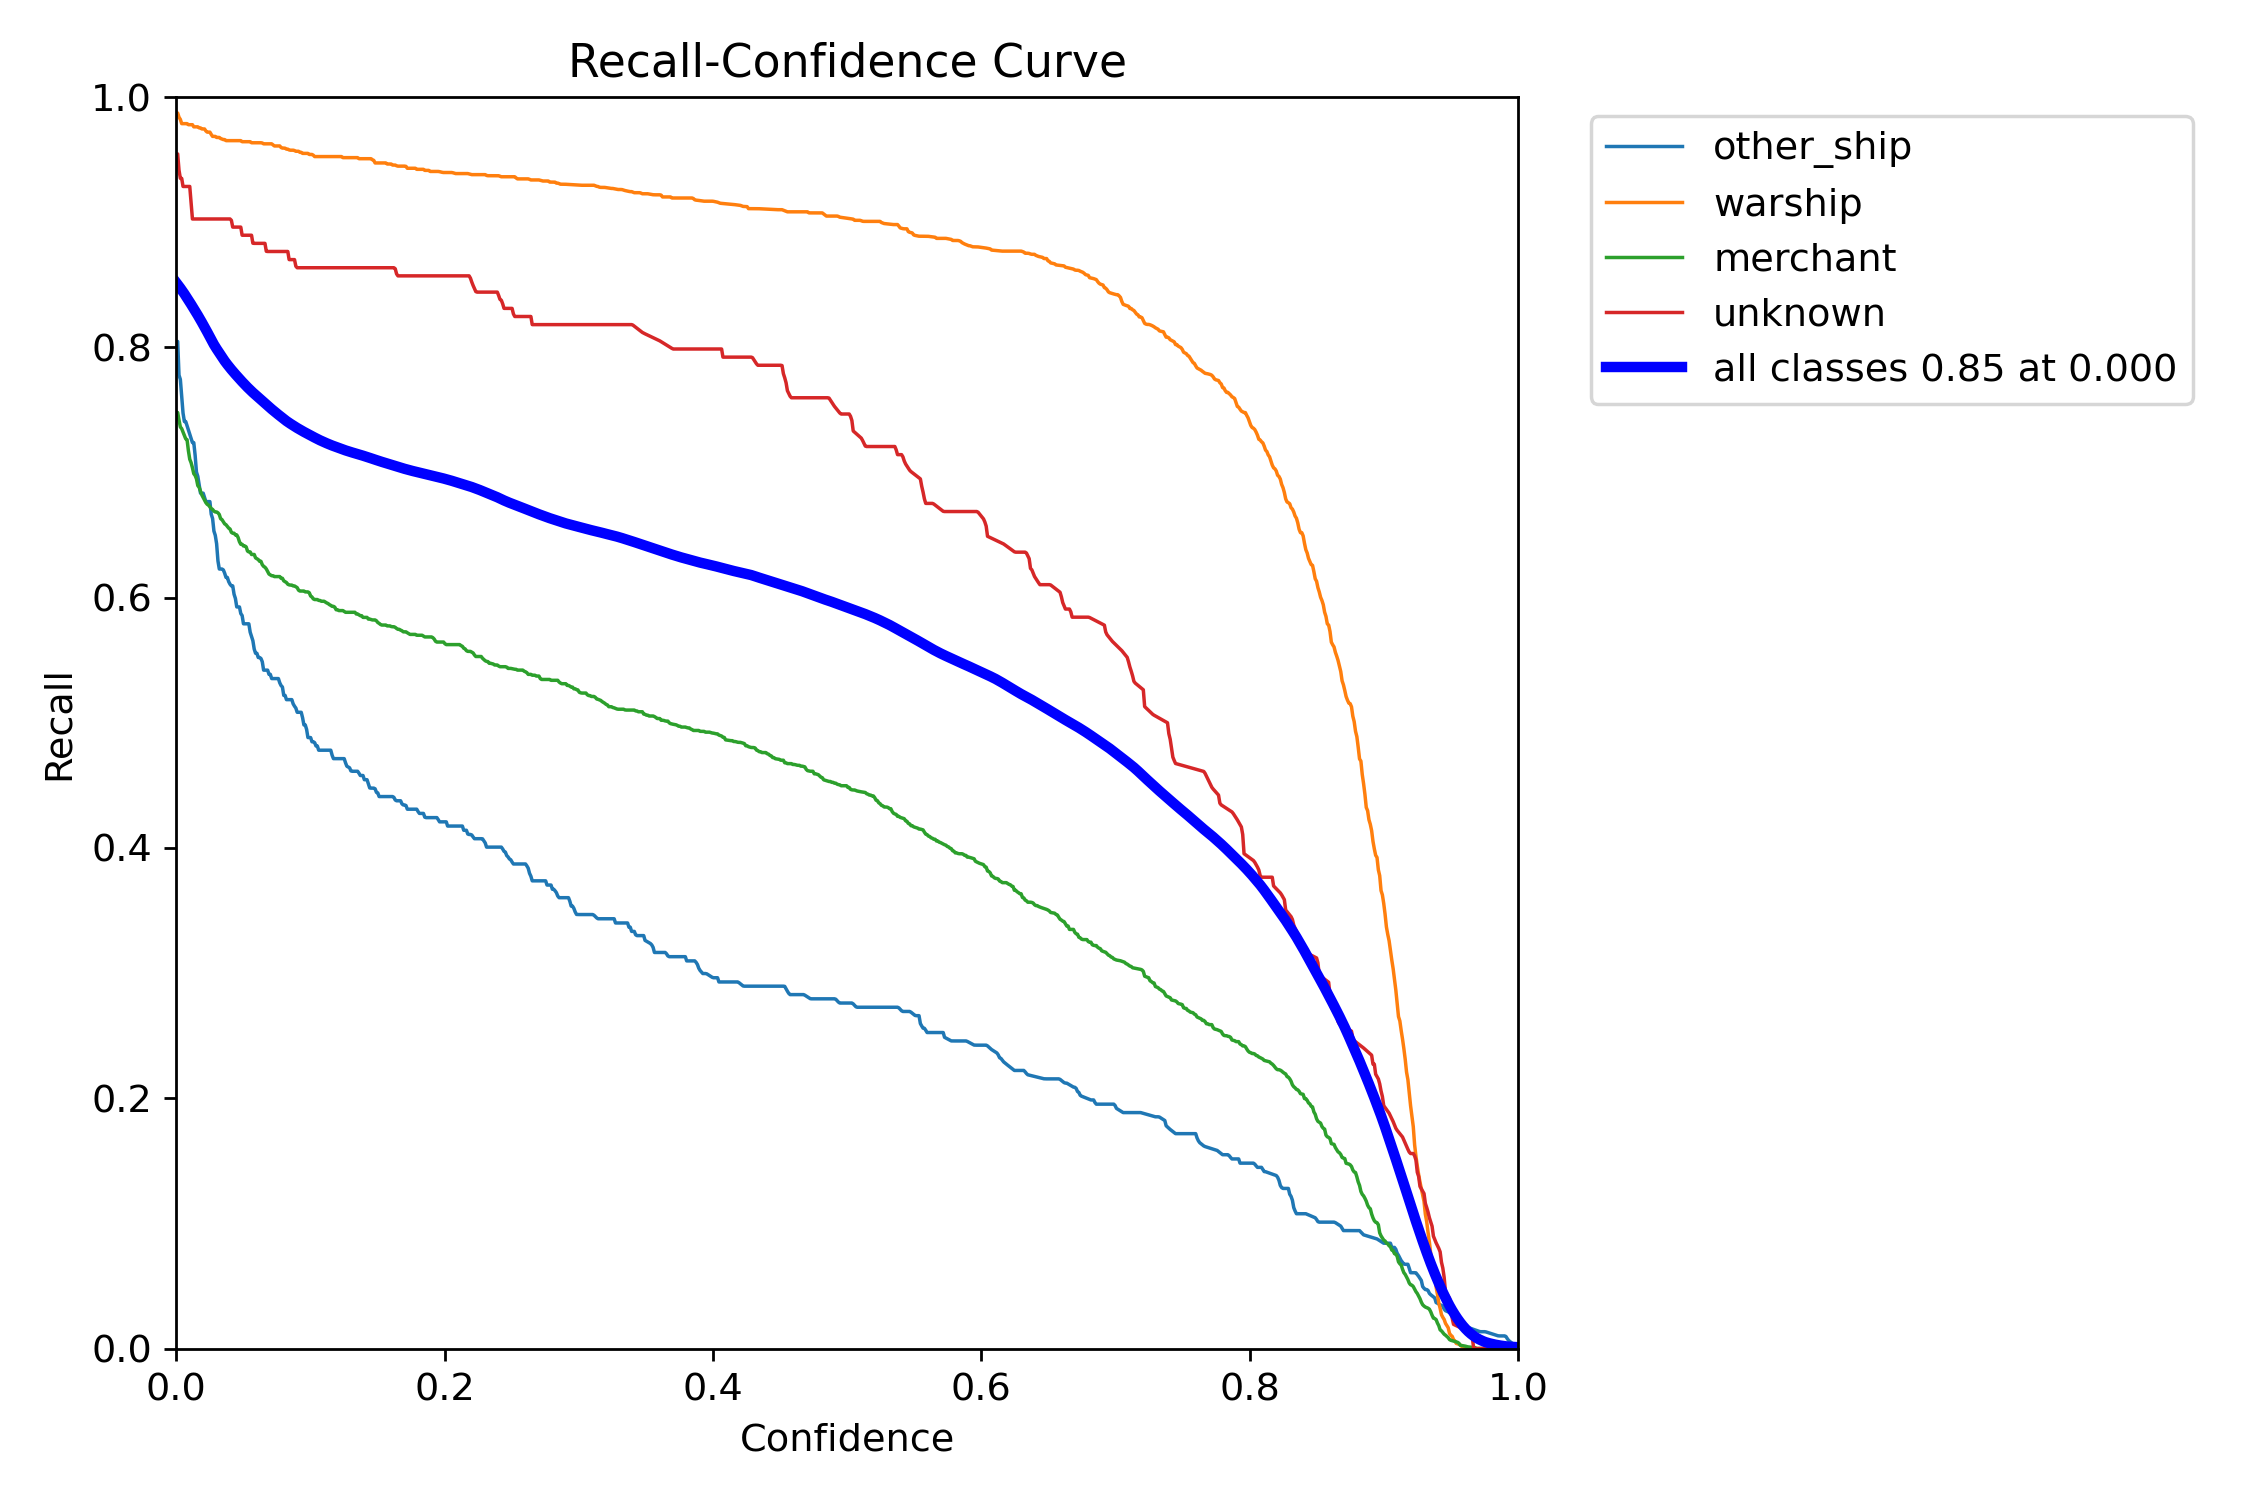 Recall-Confidence Curve
1.0
0.8
0.6
0.4
0.2
0.0
Recall
0.0 0.2 0.4 0.6 0.8 1.0
Confidence
other_ship
warship
merchant
unknown
all classes 0.85 at 0.000